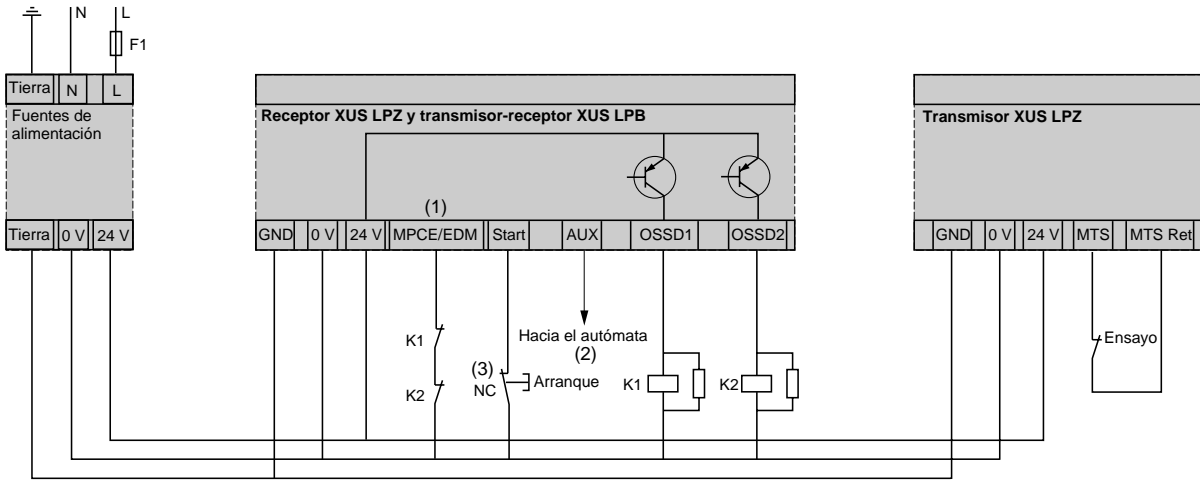 N L
F1
Tierra N L
Fuentes de
alimentación
Tierra 0 V 24 V
Receptor XUS LPZ y transmisor-receptor XUS LPB
(1)
GND 0 V 24 V MPCE/EDM Start AUX OSSD1 OSSD2
K1
K2
(3)
NC
Arranque
Hacia el autómata
(2)
K1
K2
Transmisor XUS LPZ
GND 0 V 24 V MTS MTS Ret
Ensayo